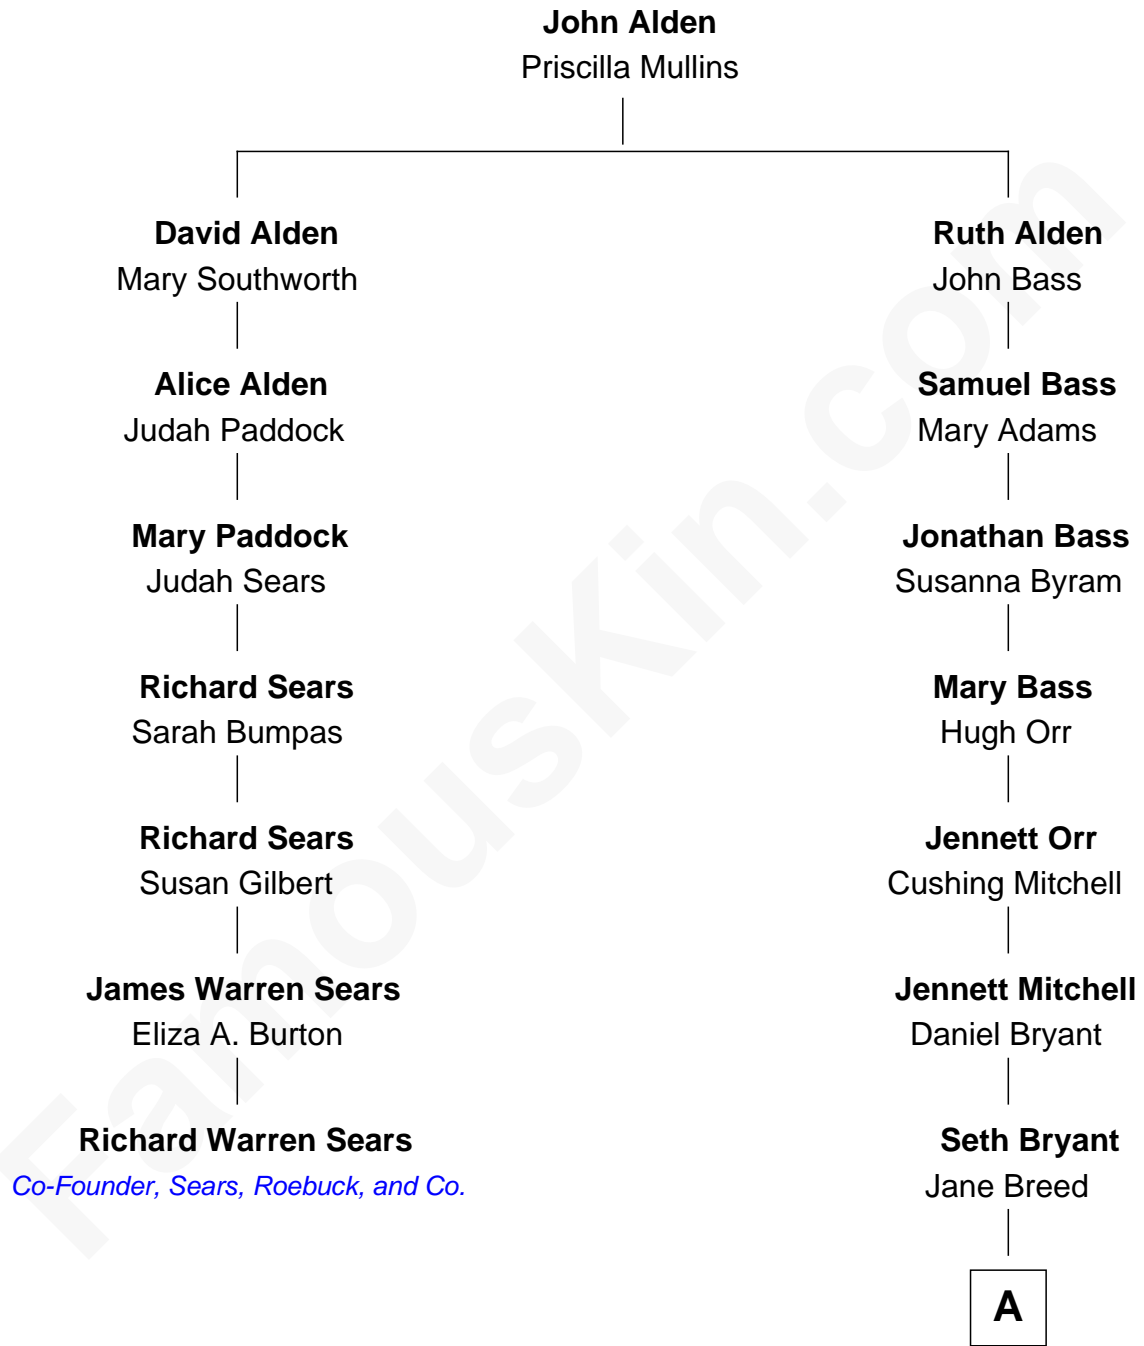 John Alden
Priscilla Mullins
David Alden
Mary Southworth
Alice Alden
Judah Paddock
Mary Paddock
Judah Sears
Richard Sears
Sarah Bumpas
Richard Sears
Susan Gilbert
James Warren Sears
Eliza A. Burton
Richard Warren Sears
Co-Founder, Sears, Roebuck, and Co.
Ruth Alden
John Bass
Samuel Bass
Mary Adams
Jonathan Bass
Susanna Byram
Mary Bass
Hugh Orr
Jennett Orr
Cushing Mitchell
Jennett Mitchell
Daniel Bryant
Seth Bryant
Jane Breed
A
FamousKin.com